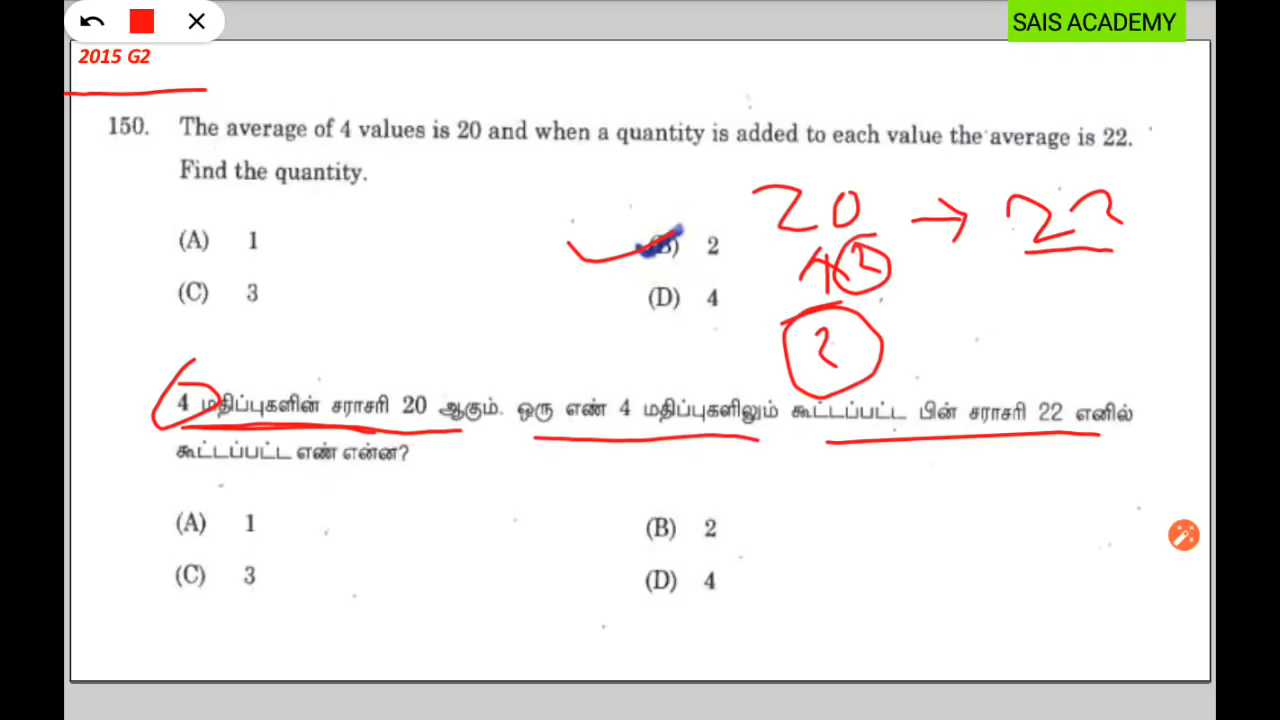 SAIS ACADEMY
2015 G2
150. The average of 4 values is 20 and when a quantity is added to each value the average is 22.
Find the quantity.
(A) 1 (B) 2
(C) 3 (D) 4
20 → 22
2
2
4 மதிப்புகளின் சராசரி 20 ஆகும். ஒரு எண் 4 மதிப்புகளிலும் கூட்டப்பட்ட பின் சராசரி 22 எனில்
கூட்டப்பட்ட எண் என்ன?
(A) 1 (B) 2
(C) 3 (D) 4